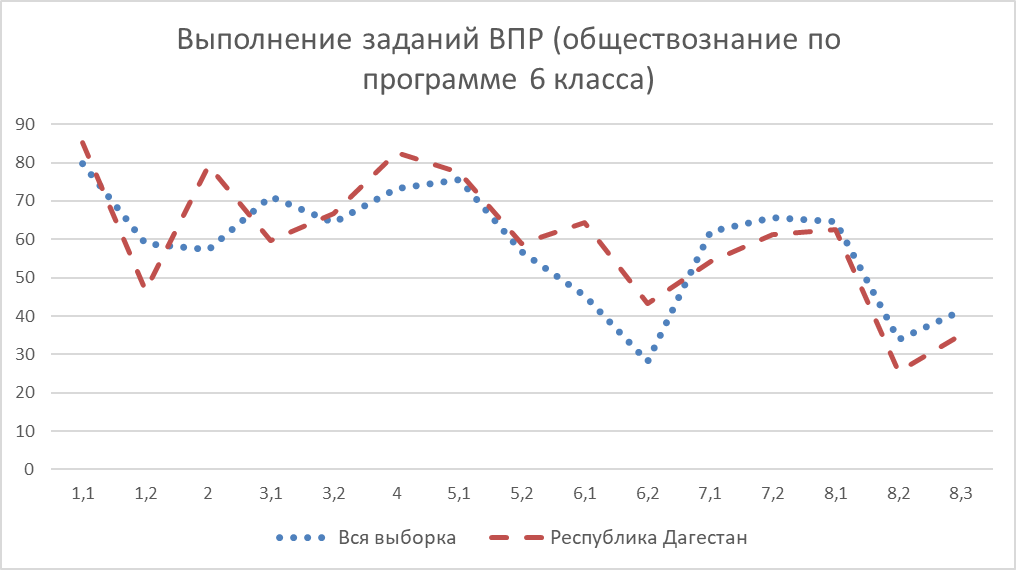 Выполнение заданий ВПР (обществознание по
программе 6 класса)
90
80
70
60
50
40
30
20
10
0
1,1 1,2 2 3,1 3,2 4 5,1 5,2 6,1 6,2 7,1 7,2 8,1 8,2 8,3
Вся выборка Республика Дагестан